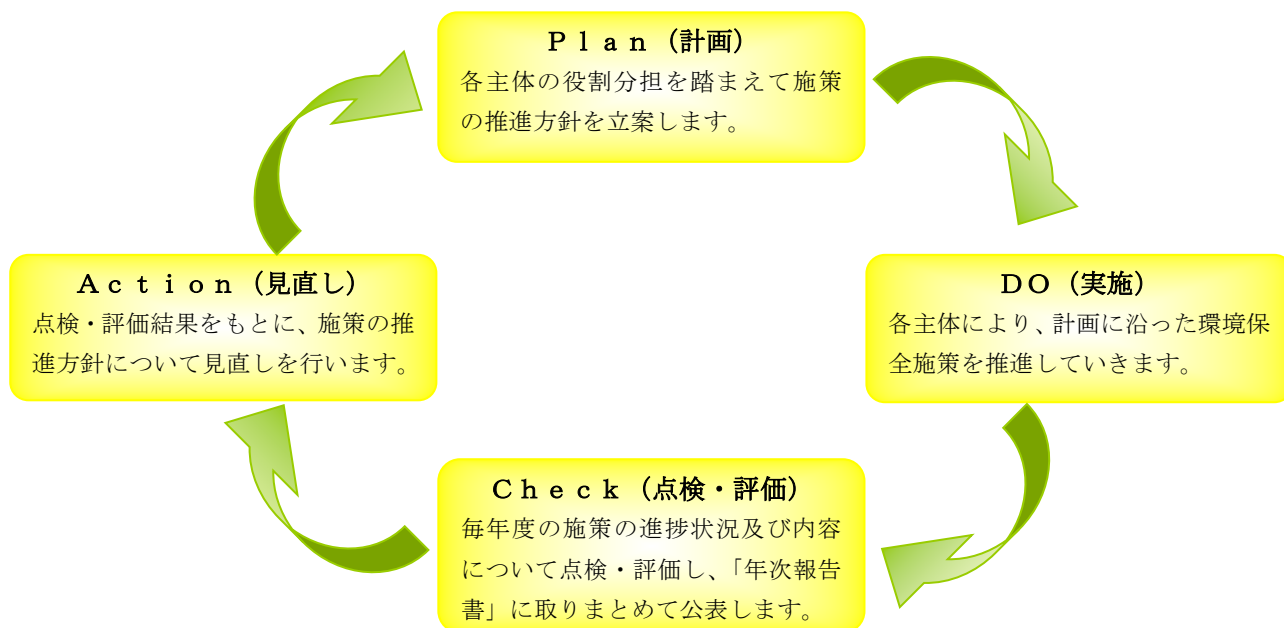 Ｐｌａｎ（計画）
各主体の役割分担を踏まえて施策
の推進方針を立案します。
Ａｃｔｉｏｎ（見直し）
点検・評価結果をもとに、施策の推
進方針について見直しを行います。
ＤＯ（実施）
各主体により、計画に沿った環境保
全施策を推進していきます。
Ｃｈｅｃｋ（点検・評価）
毎年度の施策の進捗状況及び内容
について点検・評価し、「年次報告
書」に取りまとめて公表します。